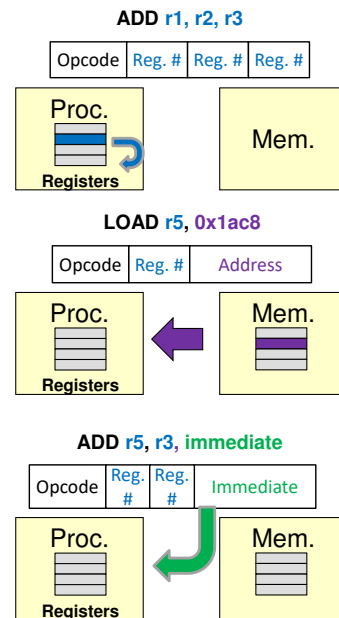 ADD r1, r2, r3
Opcode Reg. # Reg. # Reg. #
Proc. Mem.
Registers
LOAD r5, 0x1ac8
Opcode Reg. # Address
Proc. Mem.
Registers
ADD r5, r3, immediate
Opcode Reg. # Reg. # Immediate
Proc. Mem.
Registers